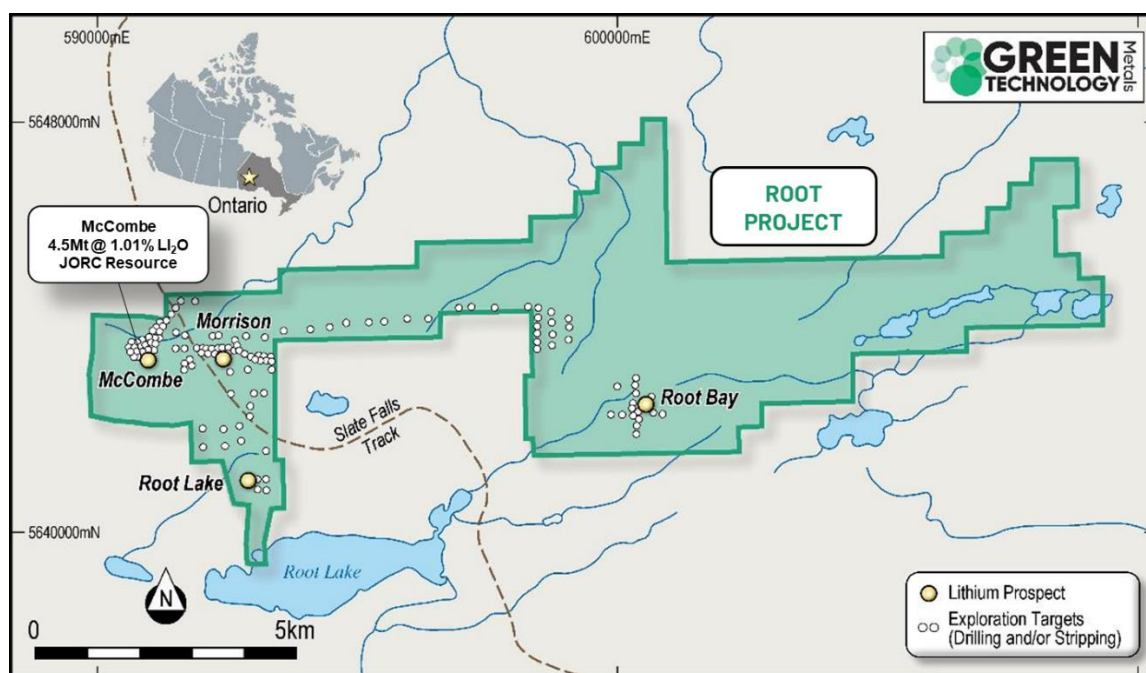 590000mE
600000mE
GREEN
TECHNOLOGY
Metals
5648000mN
Ontario
ROOT
PROJECT
McCombe
4.5Mt @ 1.01% LI₂O
JORC Resource
Morrison
McCombe
Root Bay
Slate Falls
Track
Root Lake
5640000mN
Root Lake
N
0
5km
Lithium Prospect
Exploration Targets
(Drilling and/or Stripping)